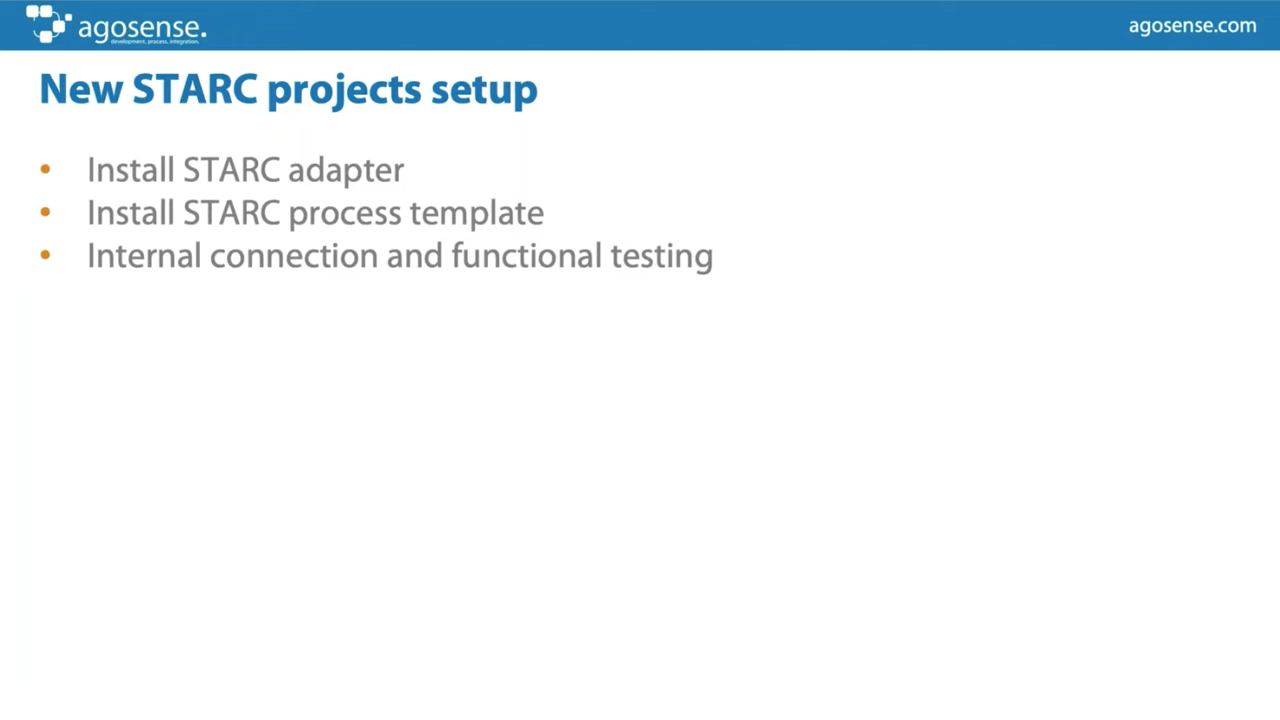 agosense.
development. process. integration.
agosense.com
New STARC projects setup
• Install STARC adapter
• Install STARC process template
• Internal connection and functional testing